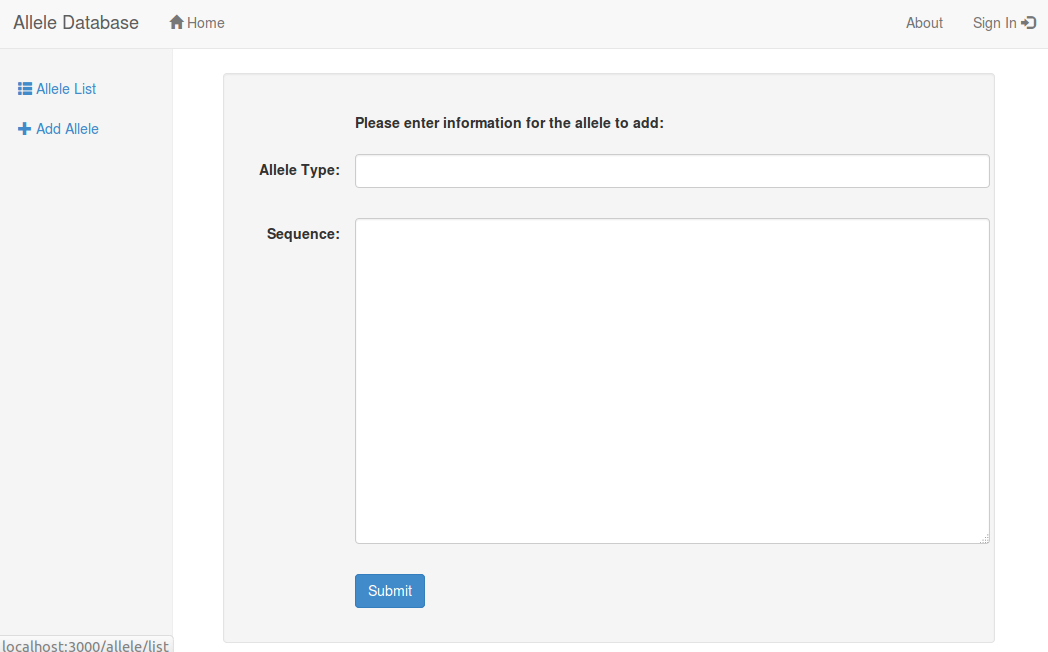 Allele Database Home About Sign In
Allele List
Add Allele
Please enter information for the allele to add:
Allele Type:
Sequence:
Submit
localhost:3000/allele/list